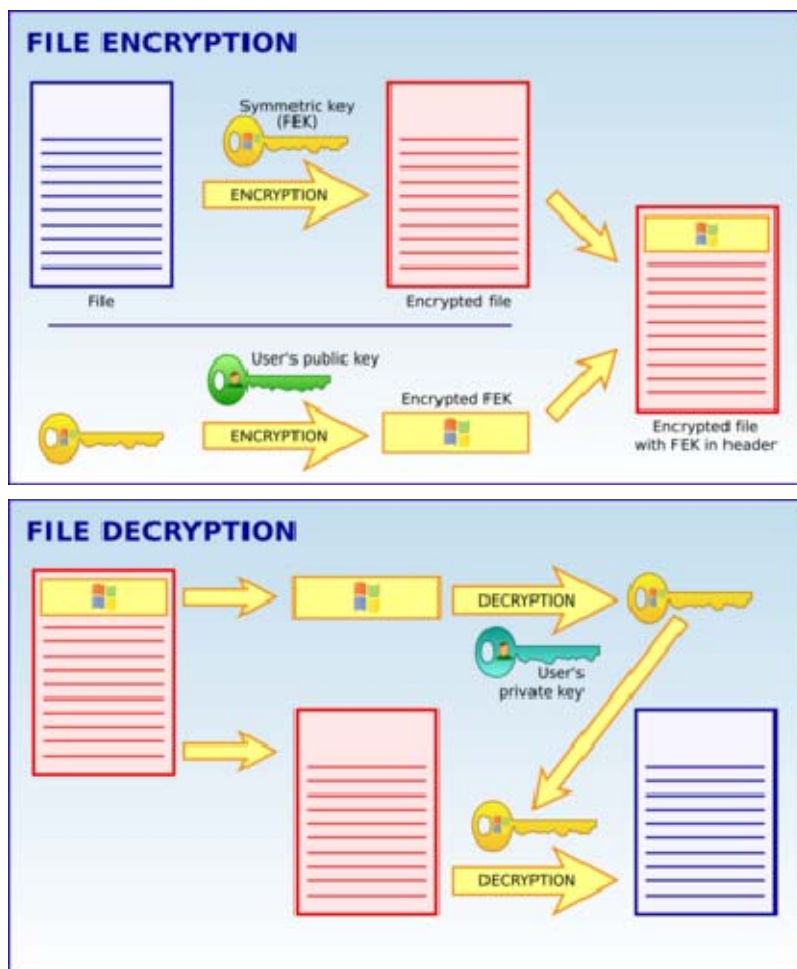 FILE ENCRYPTION
Symmetric key
(FEK)
ENCRYPTION
File
Encrypted file
User's public key
Encrypted FEK
ENCRYPTION
Encrypted file
with FEK in header
FILE DECRYPTION
DECRYPTION
User's
private key
DECRYPTION